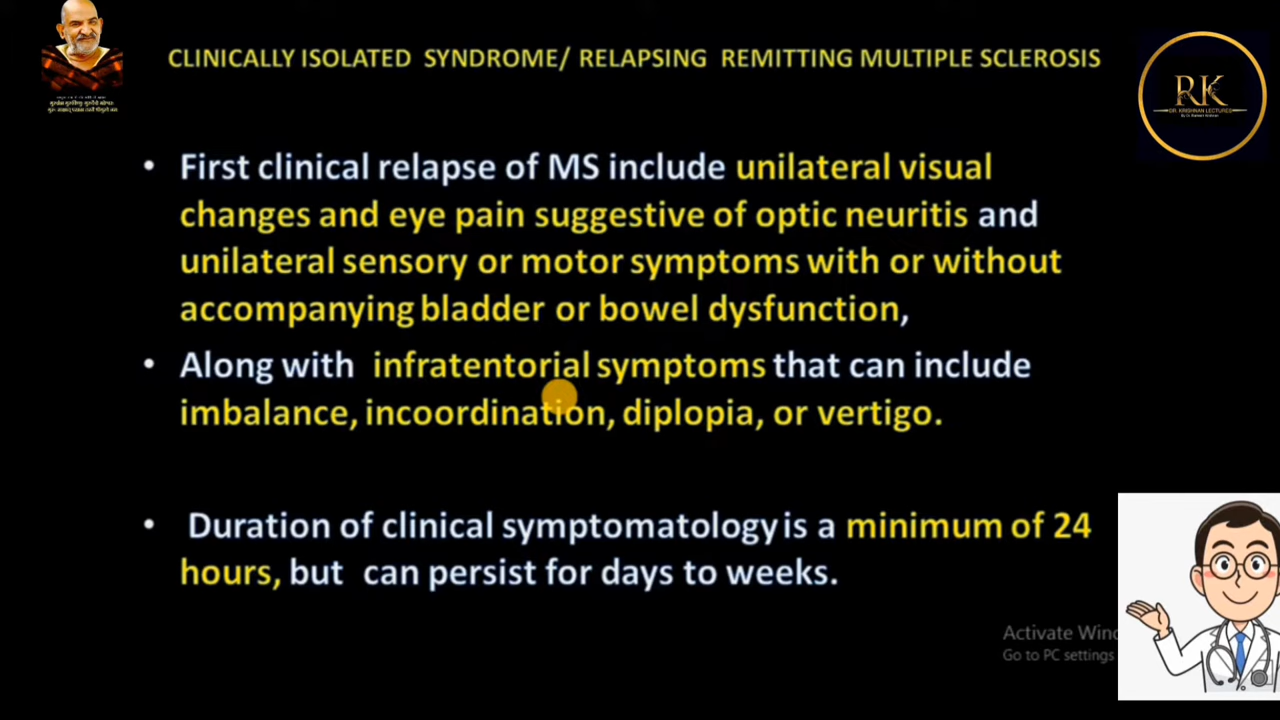 CLINICALLY ISOLATED SYNDROME/ RELAPSING REMITTING MULTIPLE SCLEROSIS
RK
DR. KRISHNAN LECTURES
• First clinical relapse of MS include unilateral visual
changes and eye pain suggestive of optic neuritis and
unilateral sensory or motor symptoms with or without
accompanying bladder or bowel dysfunction,
• Along with infratentorial symptoms that can include
imbalance, incoordination, diplopia, or vertigo.
• Duration of clinical symptomatology is a minimum of 24
hours, but can persist for days to weeks.
Activate Wind
Go to PC settings